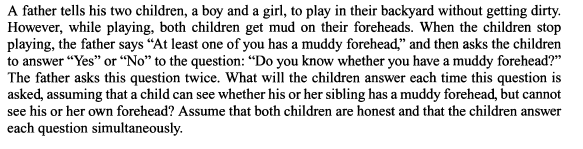 A father tells his two children, a boy and a girl, to play in their backyard without getting dirty.
However, while playing, both children get mud on their foreheads. When the children stop
playing, the father says “At least one of you has a muddy forehead,” and then asks the children
to answer “Yes” or “No” to the question: “Do you know whether you have a muddy forehead?”
The father asks this question twice. What will the children answer each time this question is
asked, assuming that a child can see whether his or her sibling has a muddy forehead, but cannot
see his or her own forehead? Assume that both children are honest and that the children answer
each question simultaneously.